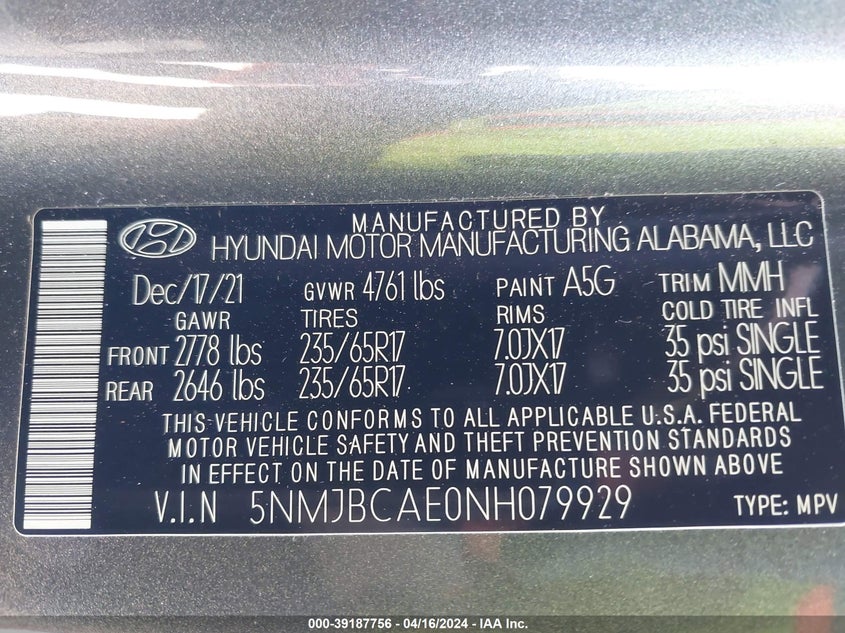 MANUFACTURED BY
HYUNDAI MOTOR MANUFACTURING ALABAMA, LLC
Dec/17/21 GVWR 4761 lbs PAINT A5G TRIM MMH
GAWR TIRES RIMS COLD TIRE INFL
FRONT 2778 lbs 235/65R17 7.0JX17 35 psi SINGLE
REAR 2646 lbs 235/65R17 7.0JX17 35 psi SINGLE
THIS VEHICLE CONFORMS TO ALL APPLICABLE U.S.A. FEDERAL
MOTOR VEHICLE SAFETY AND THEFT PREVENTION STANDARDS
IN EFFECT ON THE DATE OF MANUFACTURE SHOWN ABOVE
V.I.N 5NMJBCAE0NH079929 TYPE: MPV
000-39187756 - 04/16/2024 - IAA Inc.